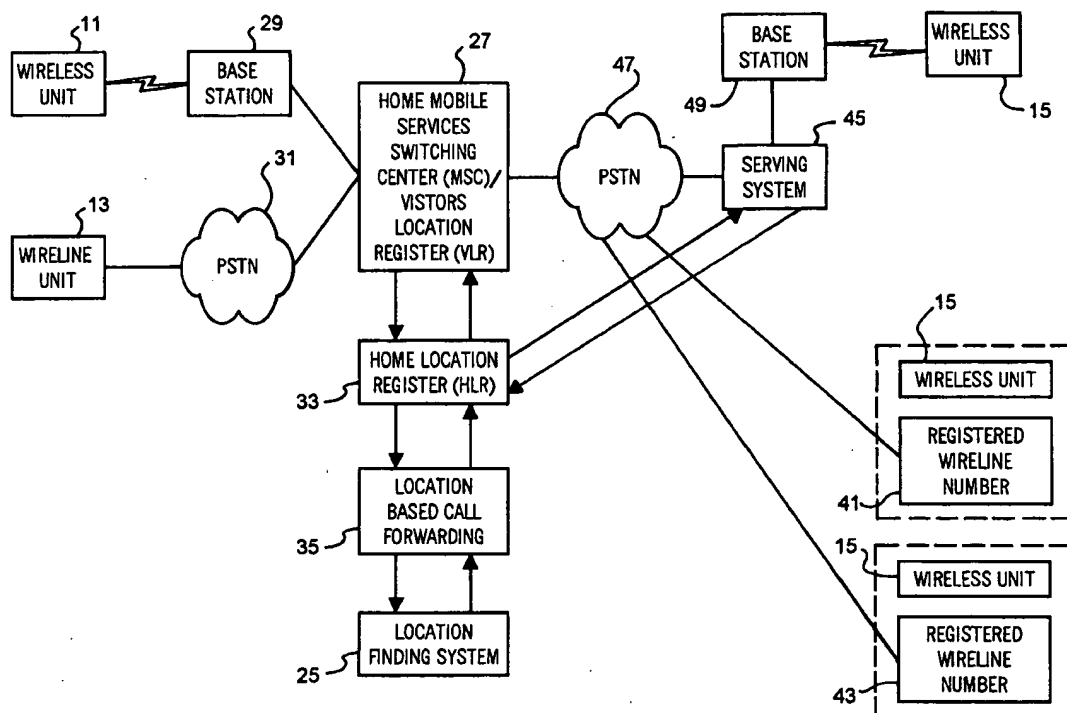 11
WIRELESS
UNIT
29
BASE
STATION
27
HOME MOBILE
SERVICES
SWITCHING
CENTER (MSC)/
VISTORS
LOCATION
REGISTER (VLR)
47
PSTN
BASE
STATION
49
WIRELESS
UNIT
15
45
SERVING
SYSTEM
13
WIRELINE
UNIT
31
PSTN
HOME LOCATION
REGISTER (HLR)
33
LOCATION
BASED CALL
FORWARDING
35
LOCATION
FINDING SYSTEM
25
15
WIRELESS UNIT
REGISTERED
WIRELINE
NUMBER
41
15
WIRELESS UNIT
REGISTERED
WIRELINE
NUMBER
43